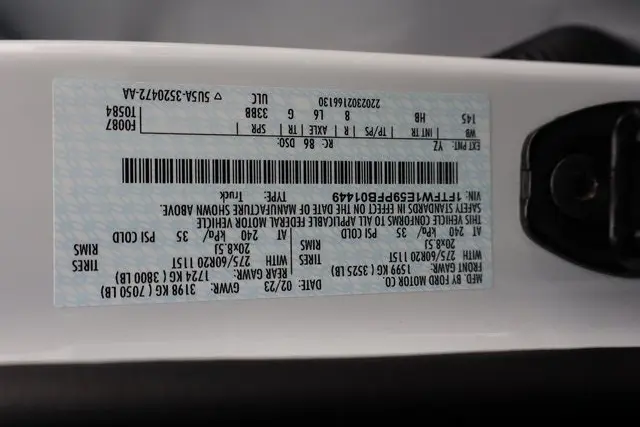 MFD. BY FORD MOTOR CO.
DATE: 02/23 GVWR: 3198 KG ( 7050 LB)
FRONT GAWR: 1599 KG ( 3525 LB) REAR GAWR: 1724 KG ( 3800 LB)
WITH 275/60R20 115T TIRES WITH 275/60R20 115T TIRES
20x8.5J RIMS 20x8.5J RIMS
AT 240 kPa/ 35 PSI COLD AT 240 kPa/ 35 PSI COLD
THIS VEHICLE CONFORMS TO ALL APPLICABLE FEDERAL MOTOR VEHICLE
SAFETY STANDARDS IN EFFECT ON THE DATE OF MANUFACTURE SHOWN ABOVE.
VIN: 1FTFW1E59PFB01449 TYPE: Truck
EXT PNT: YZ RC: 86 DSO: F0087
WB INT TR TP/PS R AXLE TR SPR T0584
145 HB 8 L6 G 33B8
2202302166130 ULC ▽ 5U5A-3520472-AA